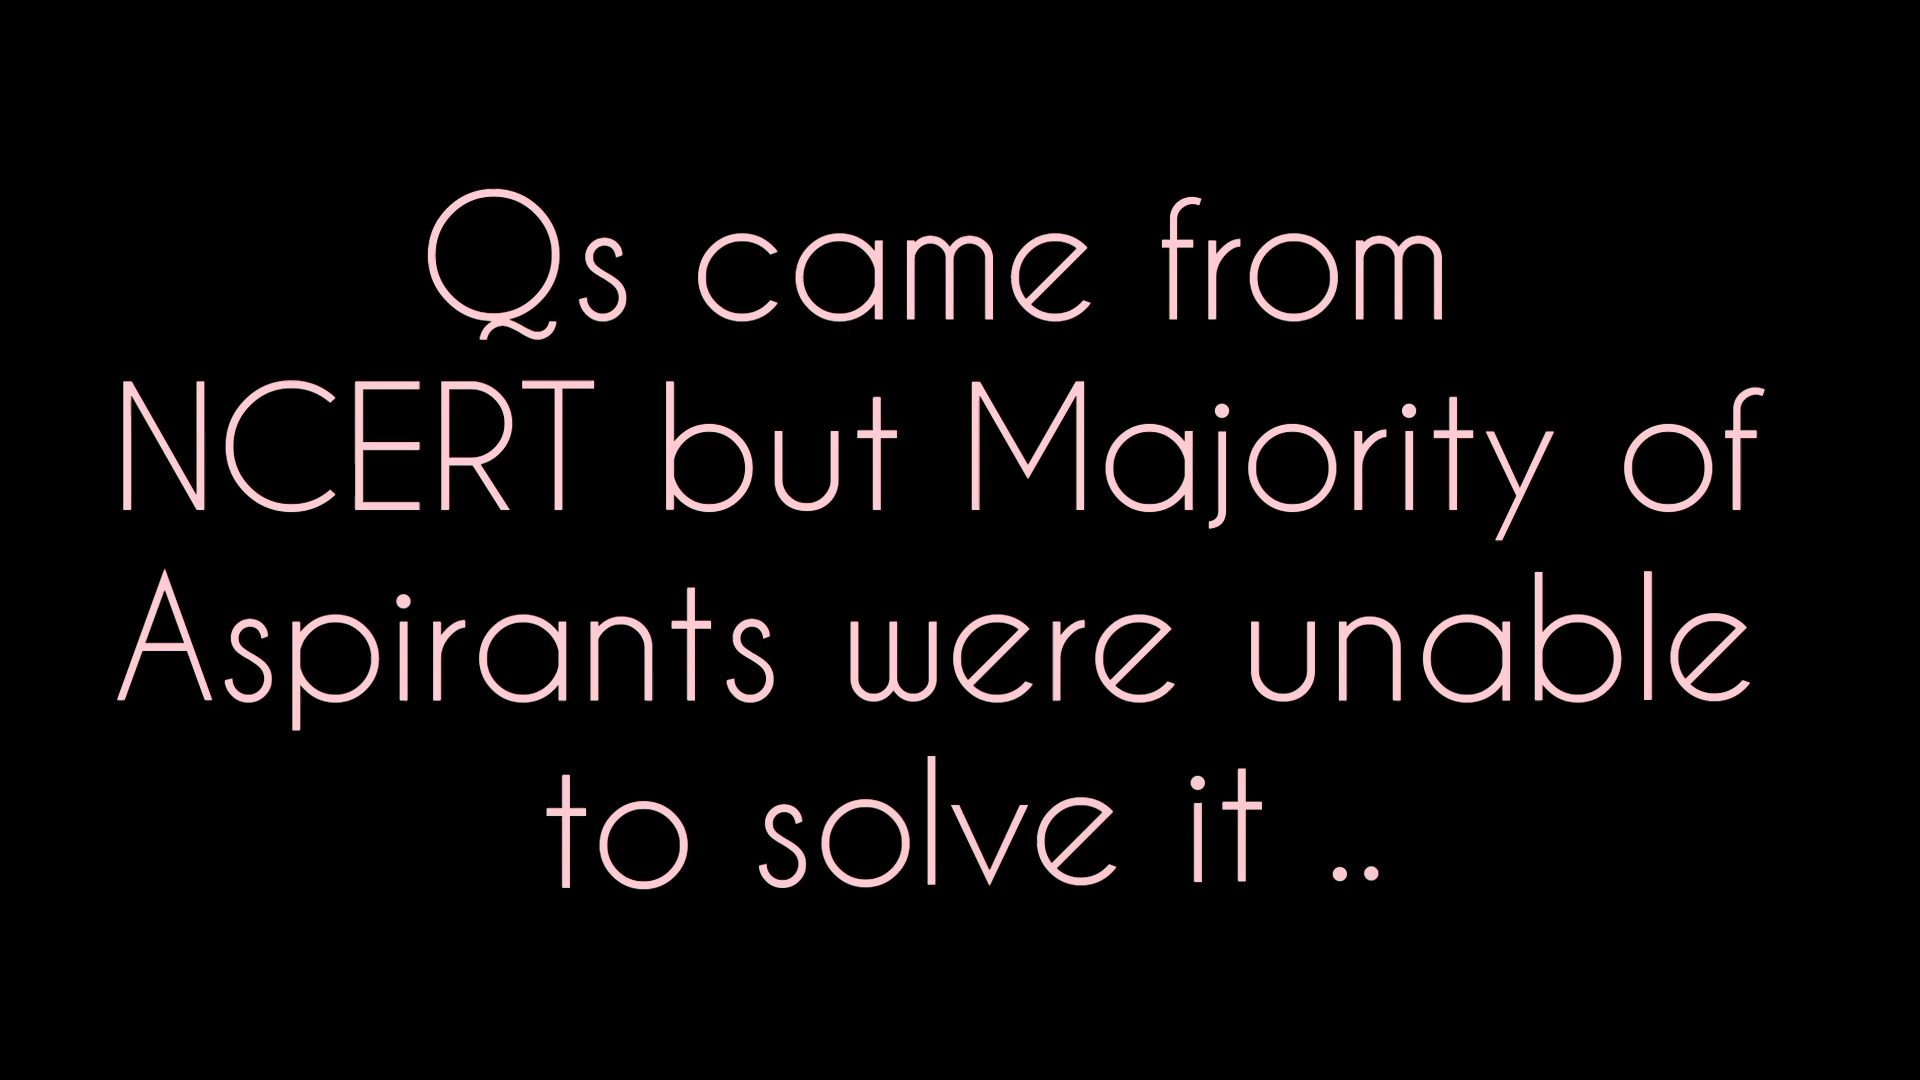 Qs came from
NCERT but Majority of
Aspirants were unable
to solve it ..